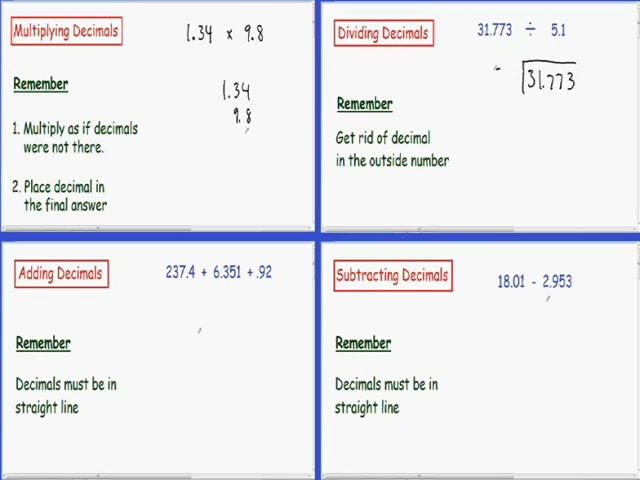 Multiplying Decimals
1.34 x 9.8
Remember
1.34
9.8
1. Multiply as if decimals
were not there.
2. Place decimal in
the final answer
Dividing Decimals
31.773 ÷ 5.1
31.773
Remember
Get rid of decimal
in the outside number
Adding Decimals
237.4 + 6.351 + .92
Remember
Decimals must be in
straight line
Subtracting Decimals
18.01 - 2.953
Remember
Decimals must be in
straight line